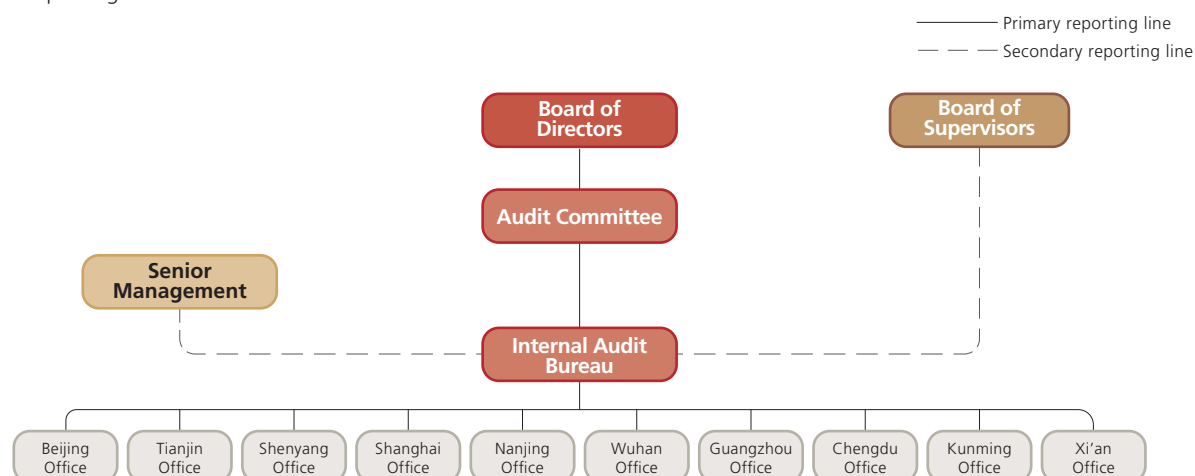 Primary reporting line
Secondary reporting line
Board of
Directors
Board of
Supervisors
Audit Committee
Senior
Management
Internal Audit
Bureau
Beijing
Office
Tianjin
Office
Shenyang
Office
Shanghai
Office
Nanjing
Office
Wuhan
Office
Guangzhou
Office
Chengdu
Office
Kunming
Office
Xi’an
Office